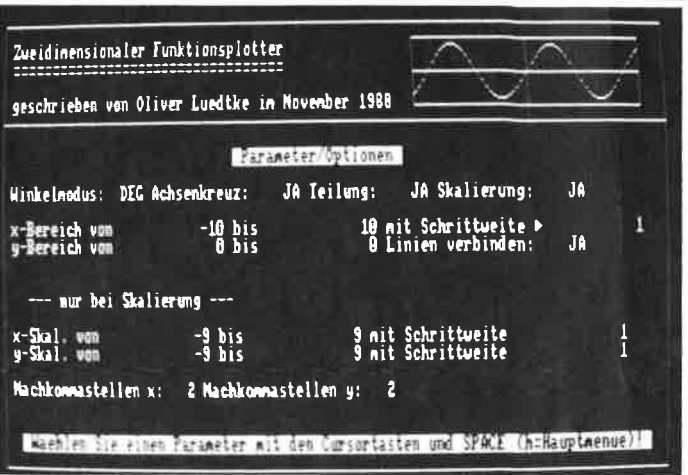 Zweidimensionaler Funktionsplotter
geschrieben von Oliver Luedtke im November 1988
Parameter/Optionen
Winkelmodus: DEG Achsenkreuz: JA Teilung: JA Skalierung: JA
x-Bereich von -10 bis 10 mit Schrittweite ▶ 1
y-Bereich von 0 bis 0 Linien verbinden: JA
--- nur bei Skalierung ---
x-Skal. von -9 bis 9 mit Schrittweite 1
y-Skal. von -9 bis 9 mit Schrittweite 1
Nachkommastellen x: 2 Nachkommastellen y: 2
Waehlen Sie einen Parameter mit den Cursortasten und SPACE (h=Hauptmenue)!